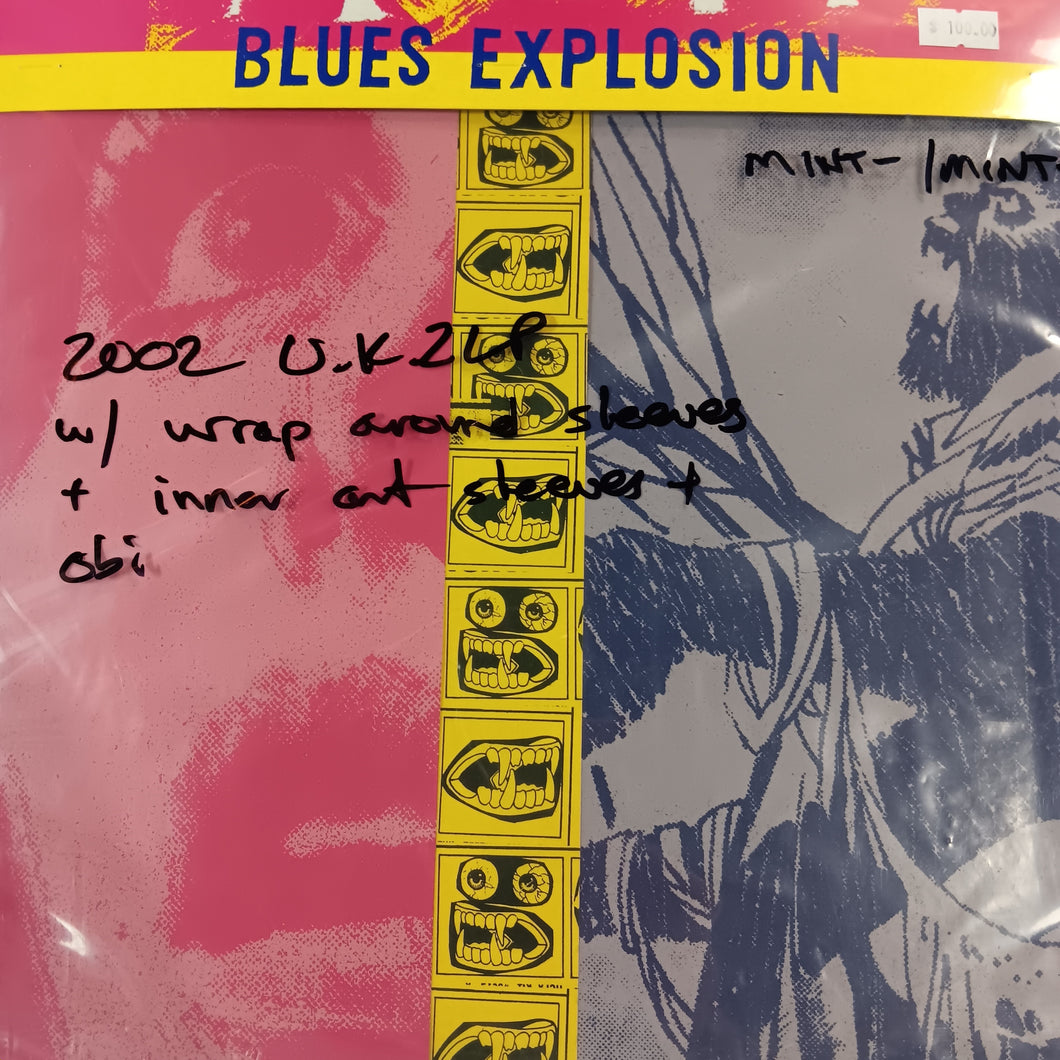 $ 100.00
BLUES EXPLOSION
MINT- / MINT-
2002 U.K 2LP
w/ wrap around sleeves
+ inner art sleeves +
obi